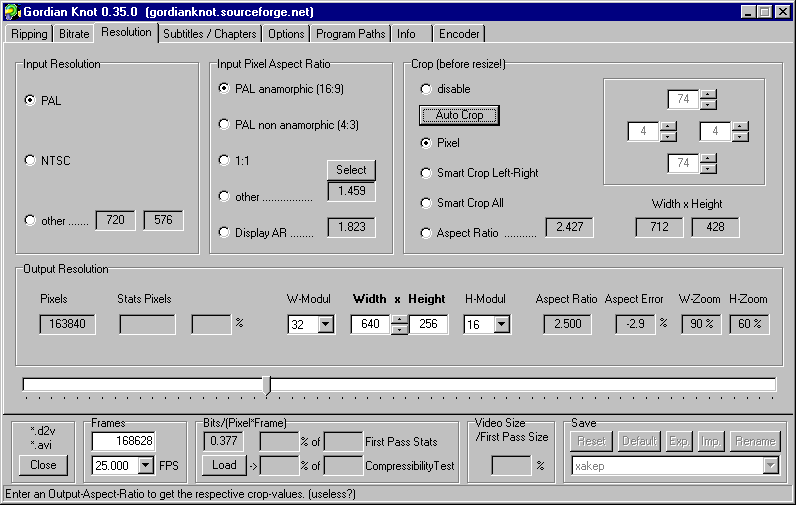 Gordian Knot 0.35.0 (gordianknot.sourceforge.net)
Ripping Bitrate Resolution Subtitles / Chapters Options Program Paths Info Encoder
Input Resolution
PAL
NTSC
other ....... 720 576
Input Pixel Aspect Ratio
PAL anamorphic (16:9)
PAL non anamorphic (4:3)
1:1
Select
other ................. 1.459
Display AR ........ 1.823
Crop (before resize!)
disable
Auto Crop
Pixel
Smart Crop Left-Right
Smart Crop All
Aspect Ratio ........... 2.427
74
4 4
74
Width x Height
712 428
Output Resolution
Pixels Stats Pixels W-Modul Width x Height H-Modul Aspect Ratio Aspect Error W-Zoom H-Zoom
163840 % 32 640 256 16 2.500 -2.9 % 90 % 60 %
*.d2v
*.avi
Close
Frames
168628
25.000 FPS
Bits/(Pixel*Frame)
0.377 % of First Pass Stats
Load -> % of CompressibilityTest
Video Size
/First Pass Size
%
Save
Reset Default Exp. Imp. Rename
xakep
Enter an Output-Aspect-Ratio to get the respective crop-values. (useless?)